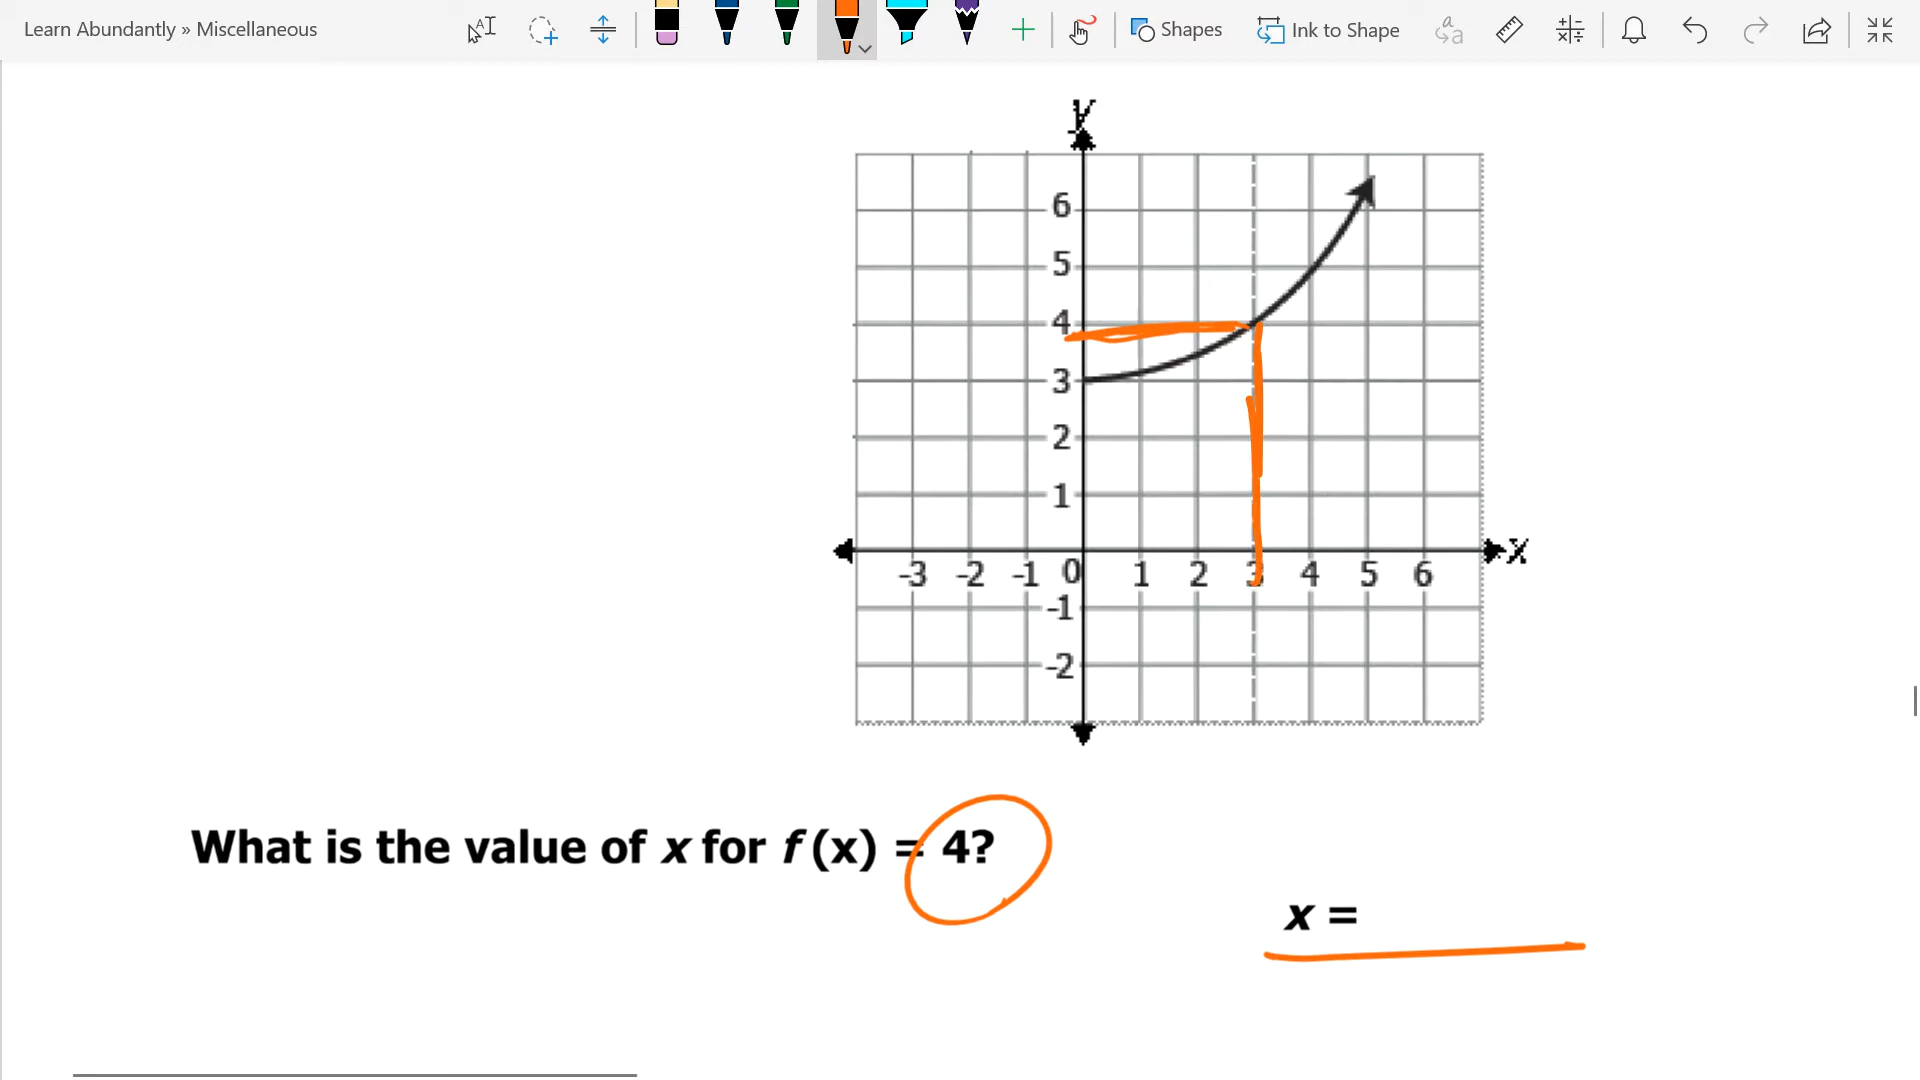 Learn Abundantly » Miscellaneous
Shapes
Ink to Shape
y
6
5
4
3
2
1
-3 -2 -1 0 1 2 3 4 5 6
x
-1
-2
What is the value of x for f (x) = 4?
x =